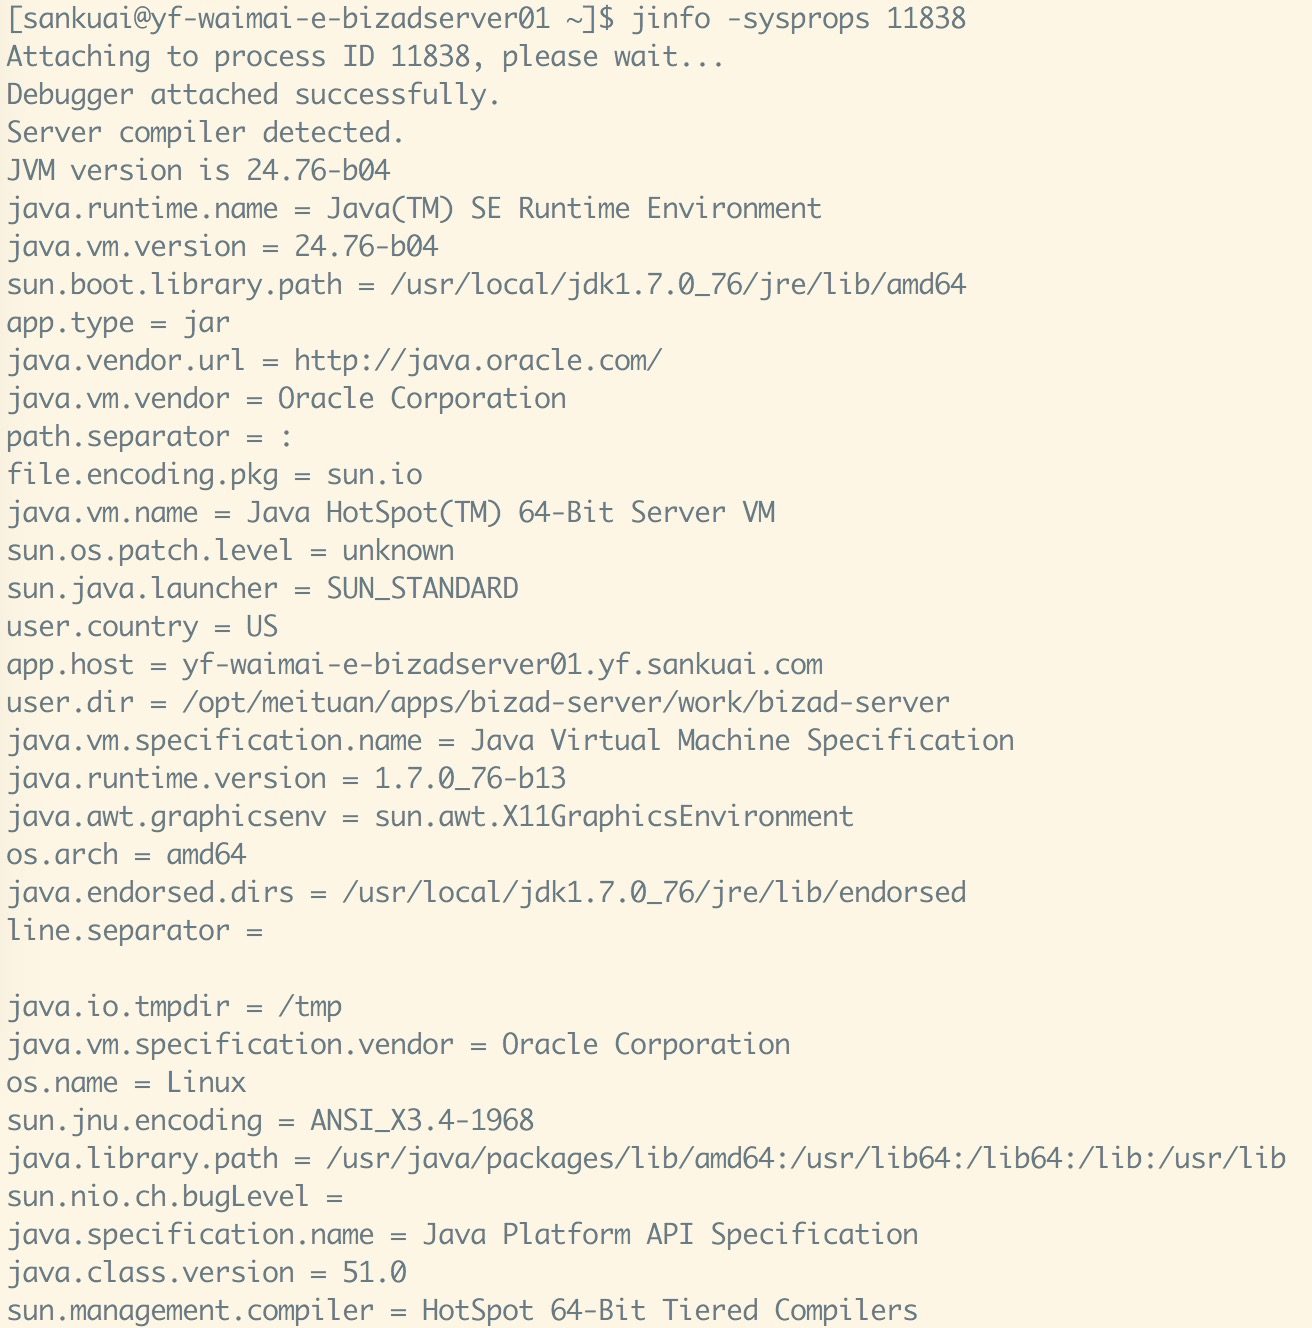 [sankuai@yf-waimai-e-bizadserver01 ~]$ jinfo -sysprops 11838
Attaching to process ID 11838, please wait...
Debugger attached successfully.
Server compiler detected.
JVM version is 24.76-b04
java.runtime.name = Java(TM) SE Runtime Environment
java.vm.version = 24.76-b04
sun.boot.library.path = /usr/local/jdk1.7.0_76/jre/lib/amd64
app.type = jar
java.vendor.url = http://java.oracle.com/
java.vm.vendor = Oracle Corporation
path.separator = :
file.encoding.pkg = sun.io
java.vm.name = Java HotSpot(TM) 64-Bit Server VM
sun.os.patch.level = unknown
sun.java.launcher = SUN_STANDARD
user.country = US
app.host = yf-waimai-e-bizadserver01.yf.sankuai.com
user.dir = /opt/meituan/apps/bizad-server/work/bizad-server
java.vm.specification.name = Java Virtual Machine Specification
java.runtime.version = 1.7.0_76-b13
java.awt.graphicsenv = sun.awt.X11GraphicsEnvironment
os.arch = amd64
java.endorsed.dirs = /usr/local/jdk1.7.0_76/jre/lib/endorsed
line.separator =
java.io.tmpdir = /tmp
java.vm.specification.vendor = Oracle Corporation
os.name = Linux
sun.jnu.encoding = ANSI_X3.4-1968
java.library.path = /usr/java/packages/lib/amd64:/usr/lib64:/lib64:/lib:/usr/lib
sun.nio.ch.bugLevel =
java.specification.name = Java Platform API Specification
java.class.version = 51.0
sun.management.compiler = HotSpot 64-Bit Tiered Compilers